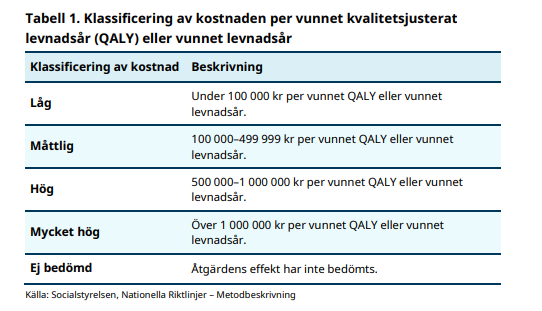 Tabell 1. Klassificering av kostnaden per vunnet kvalitetsjusterat
levnadsår (QALY) eller vunnet levnadsår
Klassificering av kostnad Beskrivning
Låg
Under 100 000 kr per vunnet QALY eller vunnet
levnadsår.
Måttlig
100 000–499 999 kr per vunnet QALY eller vunnet
levnadsår.
Hög
500 000–1 000 000 kr per vunnet QALY eller vunnet
levnadsår.
Mycket hög
Över 1 000 000 kr per vunnet QALY eller vunnet
levnadsår.
Ej bedömd
Åtgärdens effekt har inte bedömts.
Källa: Socialstyrelsen, Nationella Riktlinjer – Metodbeskrivning